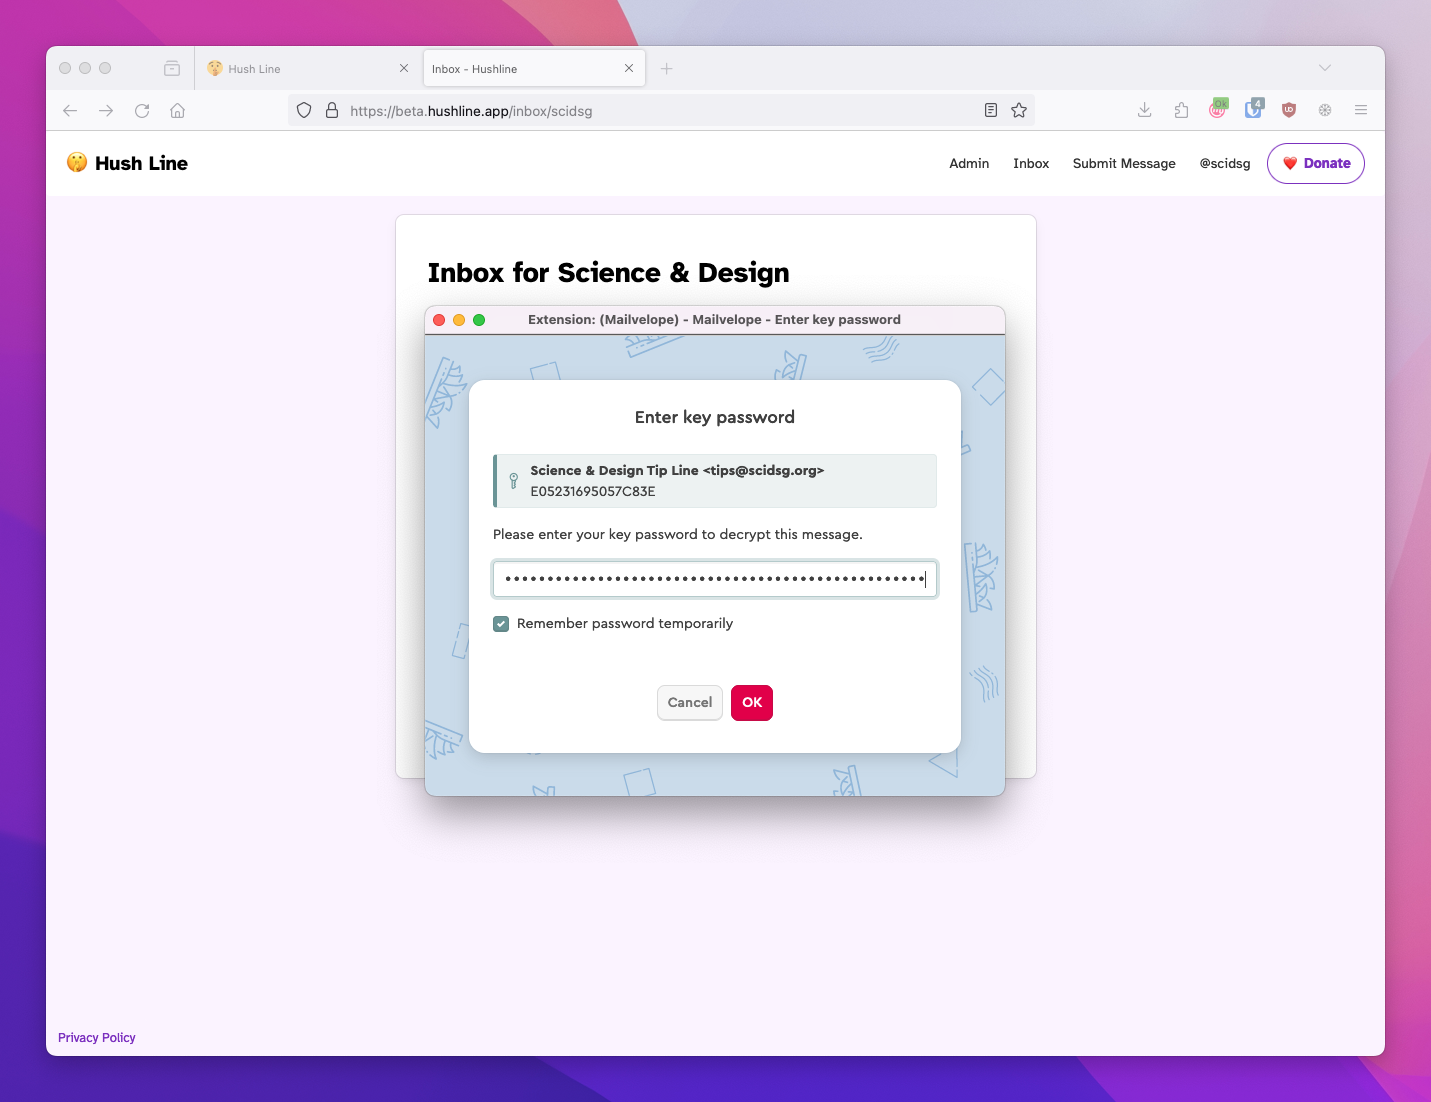 Hush Line
Inbox - Hushline
https://beta.hushline.app/inbox/scidsg
Ok
4
Hush Line
Admin
Inbox
Submit Message
@scidsg
Donate
Inbox for Science & Design
Extension: (Mailvelope) - Mailvelope - Enter key password
Enter key password
Science & Design Tip Line <tips@scidsg.org>
E05231695057C83E
Please enter your key password to decrypt this message.
Remember password temporarily
Cancel
OK
Privacy Policy